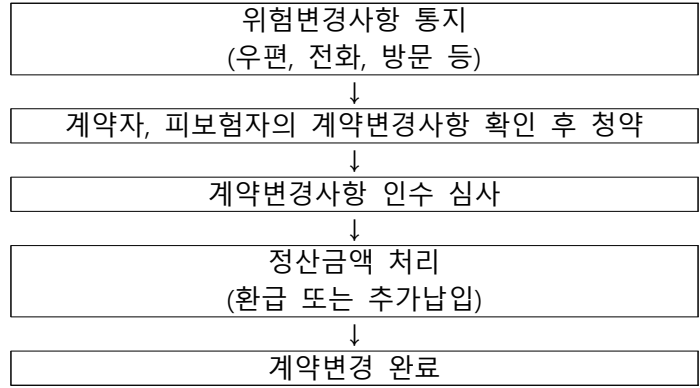 위험변경사항 통지
(우편, 전화, 방문 등)
↓
계약자, 피보험자의 계약변경사항 확인 후 청약
↓
계약변경사항 인수 심사
↓
정산금액 처리
(환급 또는 추가납입)
↓
계약변경 완료